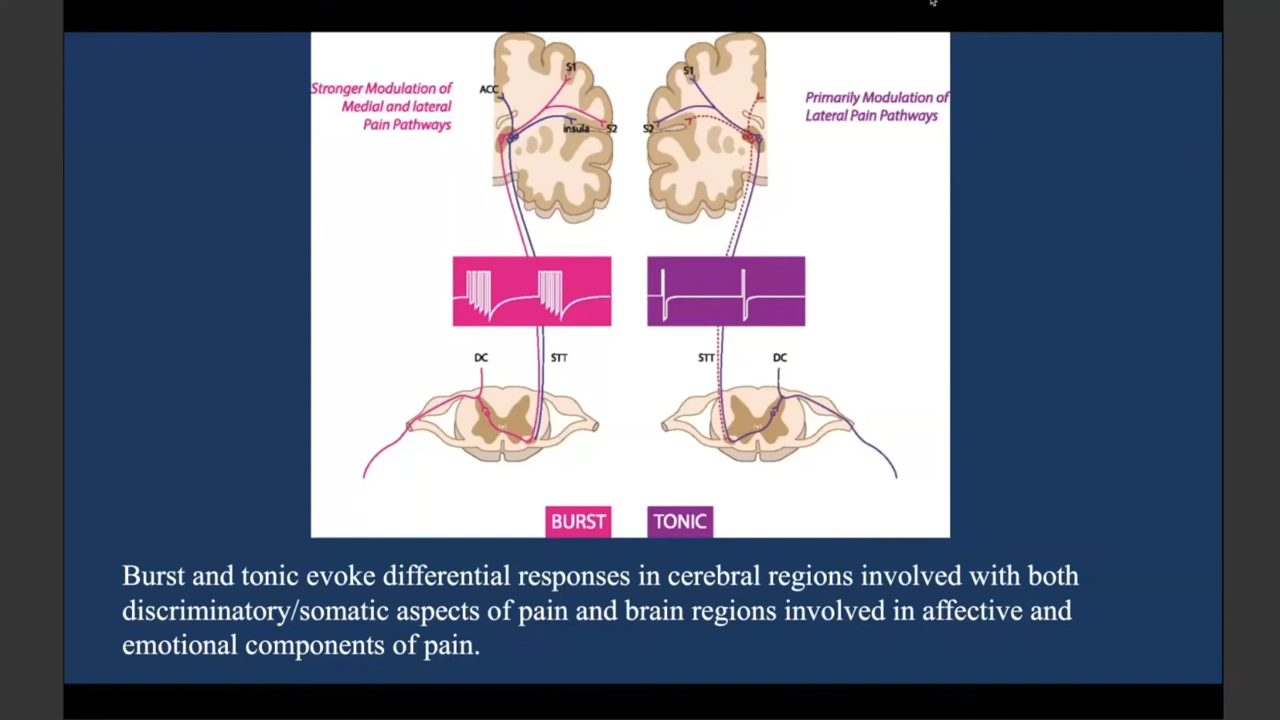 Stronger Modulation of
Medial and lateral
Pain Pathways
ACC
S1
insula
S2
S1
S2
Primarily Modulation of
Lateral Pain Pathways
DC
STT
STT
DC
BURST
TONIC
Burst and tonic evoke differential responses in cerebral regions involved with both
discriminatory/somatic aspects of pain and brain regions involved in affective and
emotional components of pain.